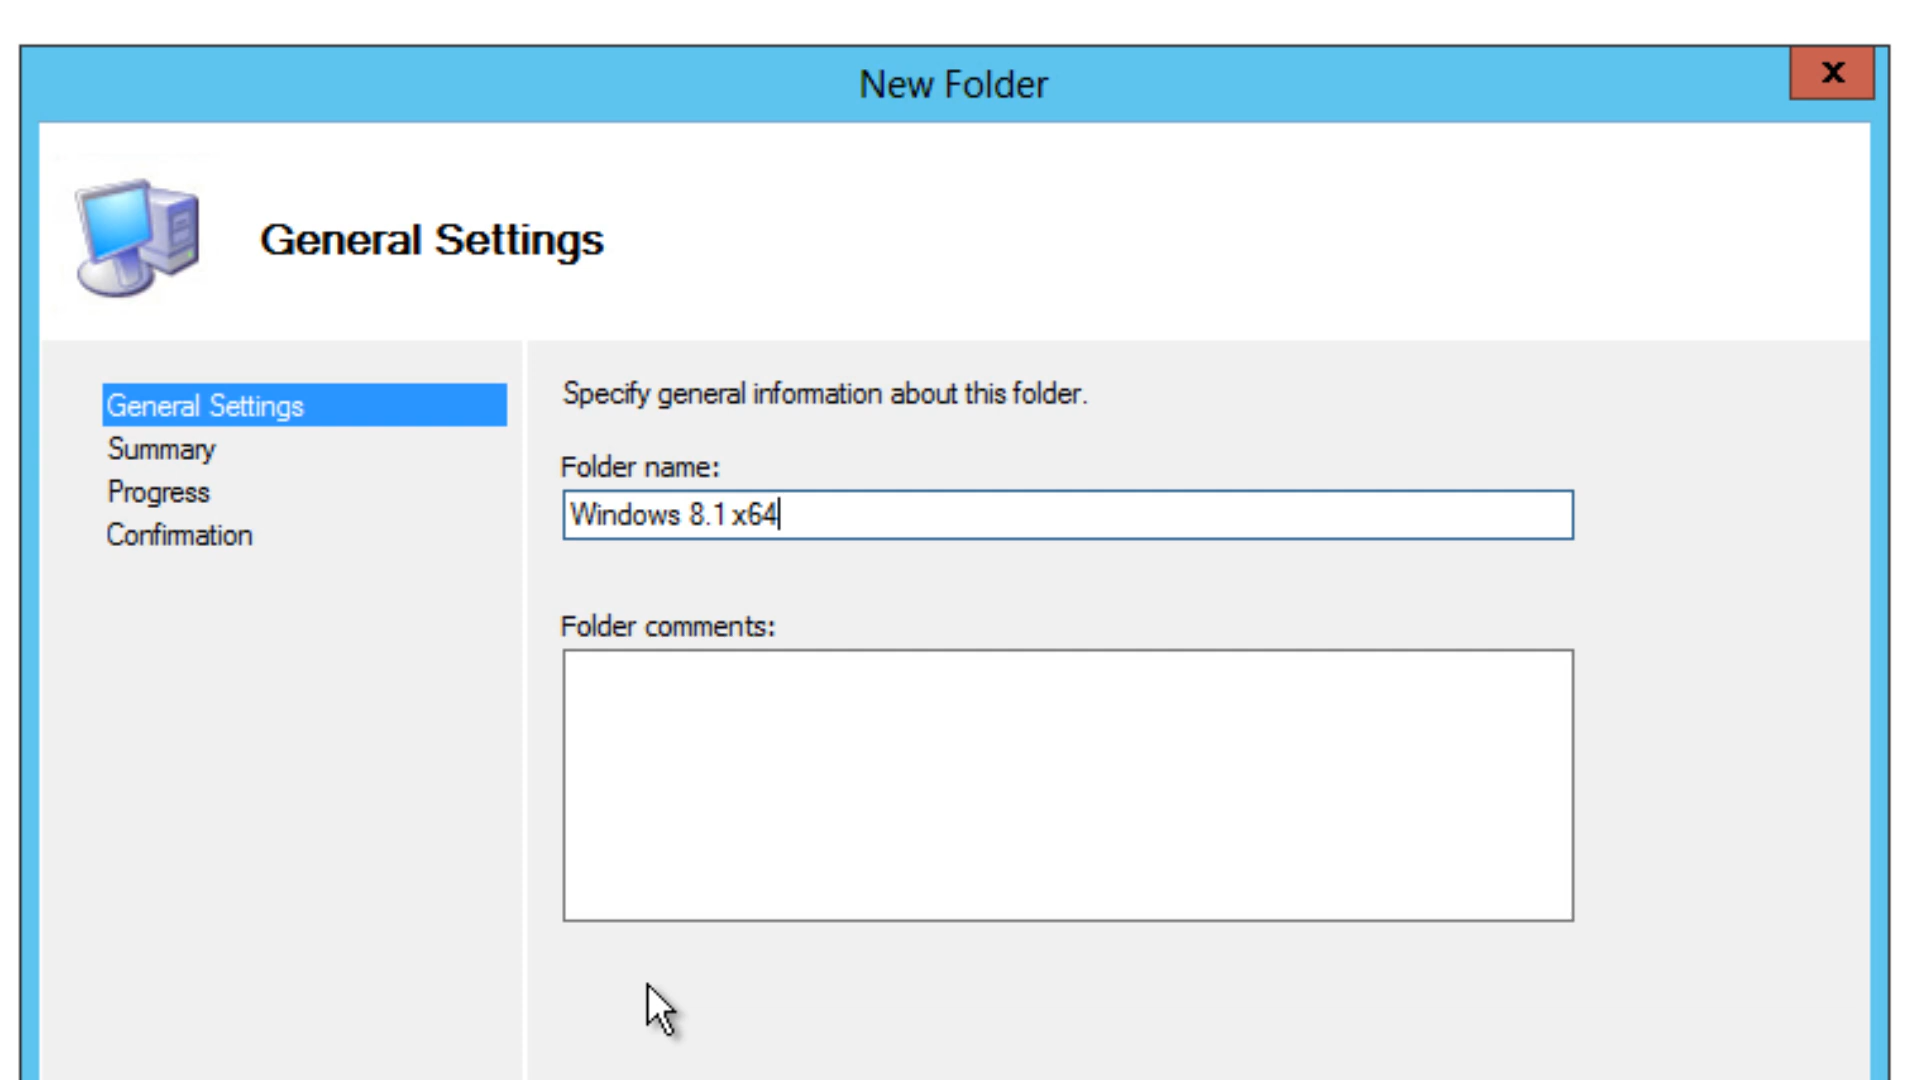 New Folder
x
General Settings
General Settings
Summary
Progress
Confirmation
Specify general information about this folder.
Folder name:
Windows 8.1 x64
Folder comments: